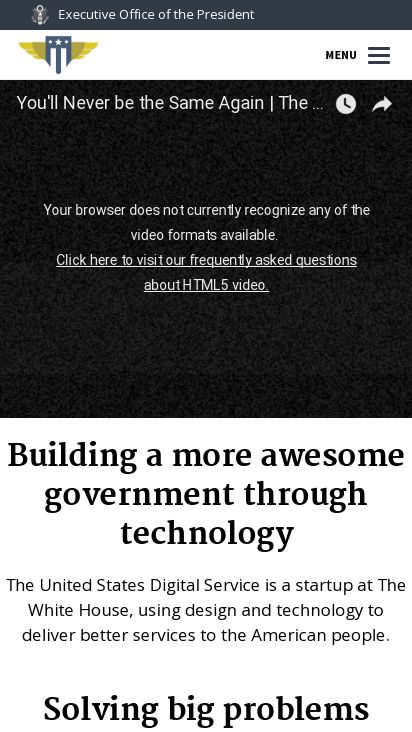 Executive Office of the President
MENU
You'll Never be the Same Again | The ...
Your browser does not currently recognize any of the
video formats available.
Click here to visit our frequently asked questions
about HTML5 video.
Building a more awesome
government through
technology
The United States Digital Service is a startup at The
White House, using design and technology to
deliver better services to the American people.
Solving big problems